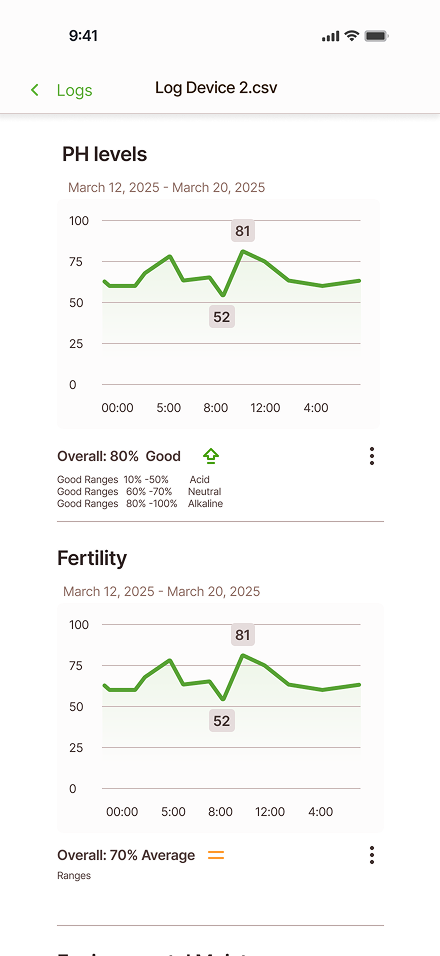 9:41
Logs
Log Device 2.csv
PH levels
March 12, 2025 - March 20, 2025
100
81
75
50
52
25
0
00:00 5:00 8:00 12:00 4:00
Overall: 80% Good
Good Ranges 10% -50% Acid
Good Ranges 60% -70% Neutral
Good Ranges 80% -100% Alkaline
Fertility
March 12, 2025 - March 20, 2025
100
81
75
50
52
25
0
00:00 5:00 8:00 12:00 4:00
Overall: 70% Average
Ranges